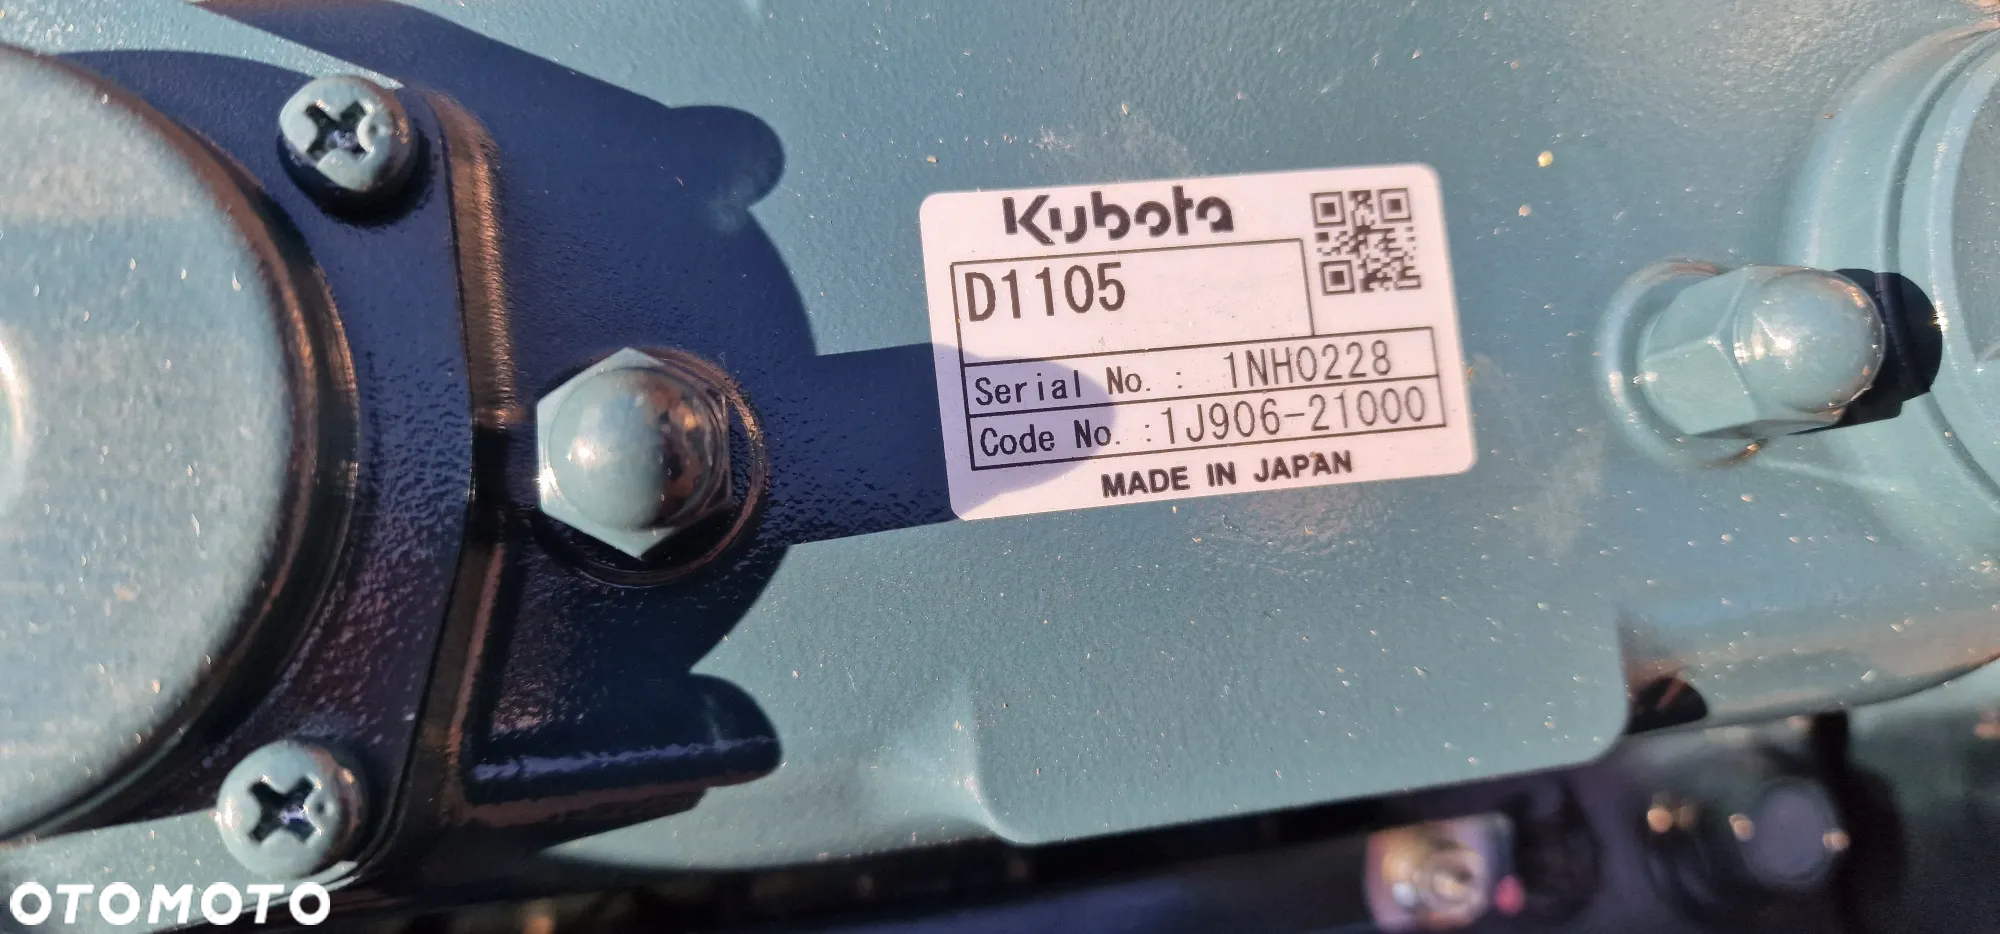 Kubota
D1105
Serial No. : 1NH0228
Code No. :1J906-21000
MADE IN JAPAN
OTOMOTO